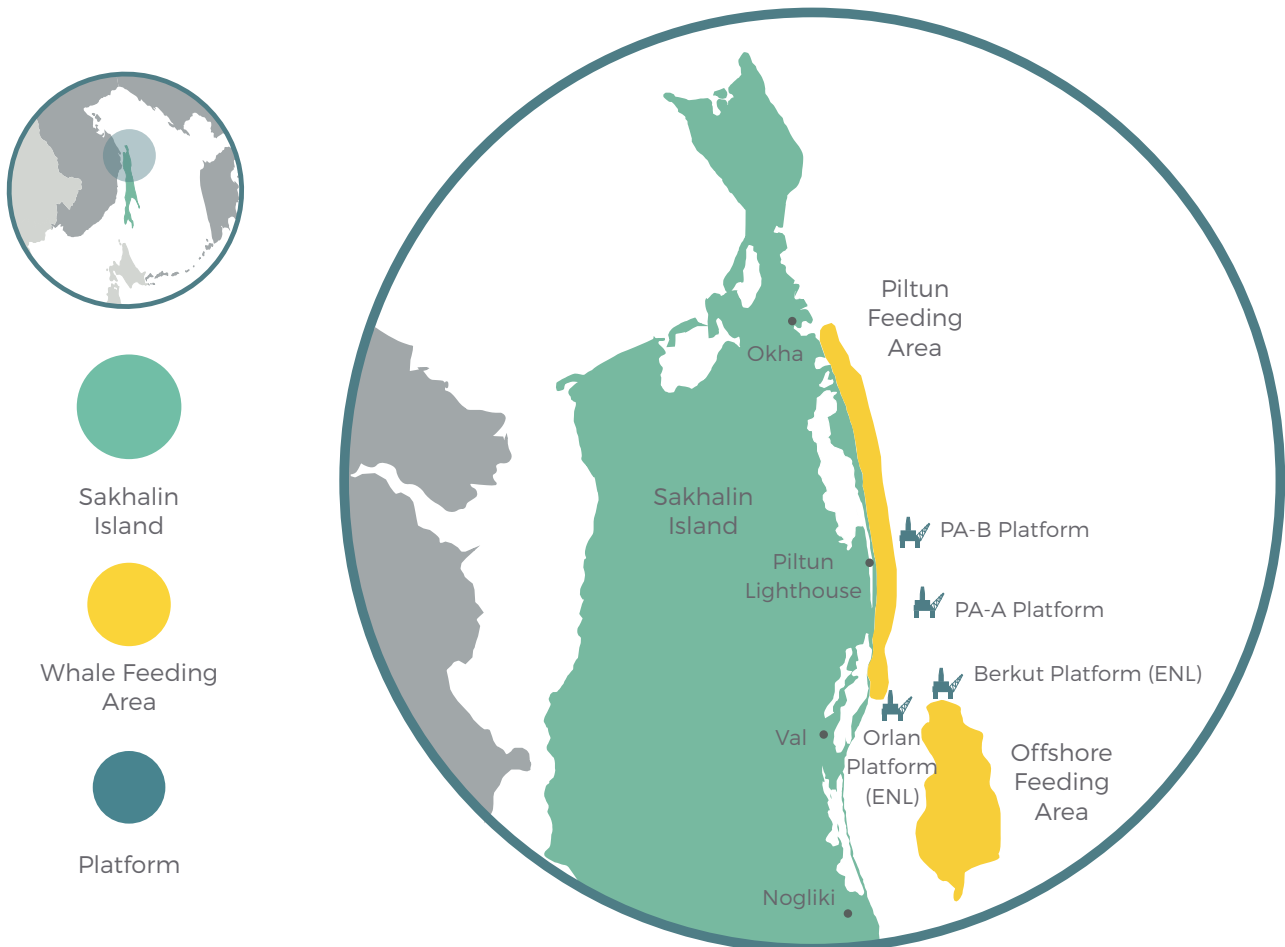 Sakhalin
Island
Whale Feeding
Area
Platform
Piltun
Feeding
Area
Okha
Sakhalin
Island
PA-B Platform
Piltun
Lighthouse
PA-A Platform
Berkut Platform (ENL)
Val
Orlan
Platform
(ENL)
Offshore
Feeding
Area
Nogliki